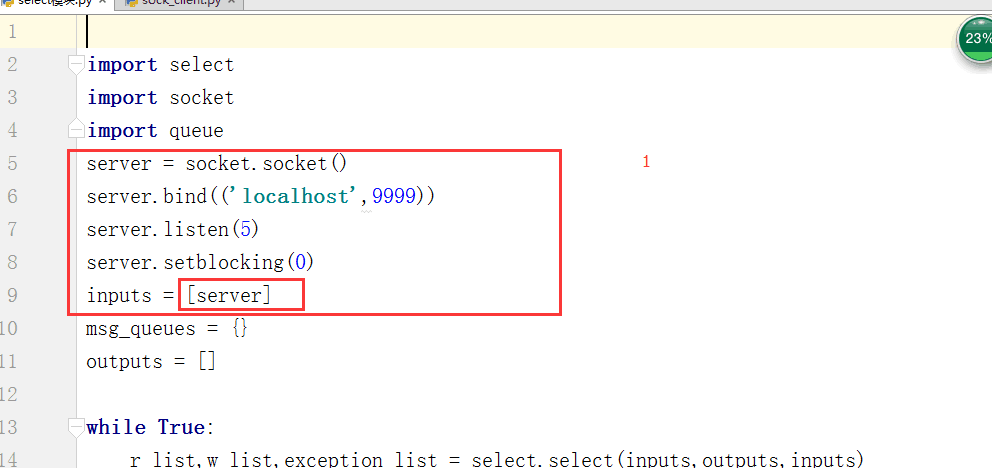 select模块.py × sock_client.py ×
1
2 import select
3 import socket
4 import queue
5 server = socket.socket() 1
6 server.bind(('localhost',9999))
7 server.listen(5)
8 server.setblocking(0)
9 inputs = [server]
10 msg_queues = {}
11 outputs = []
12
13 while True:
14 r_list,w_list,exception_list = select.select(inputs,outputs,inputs)
23%